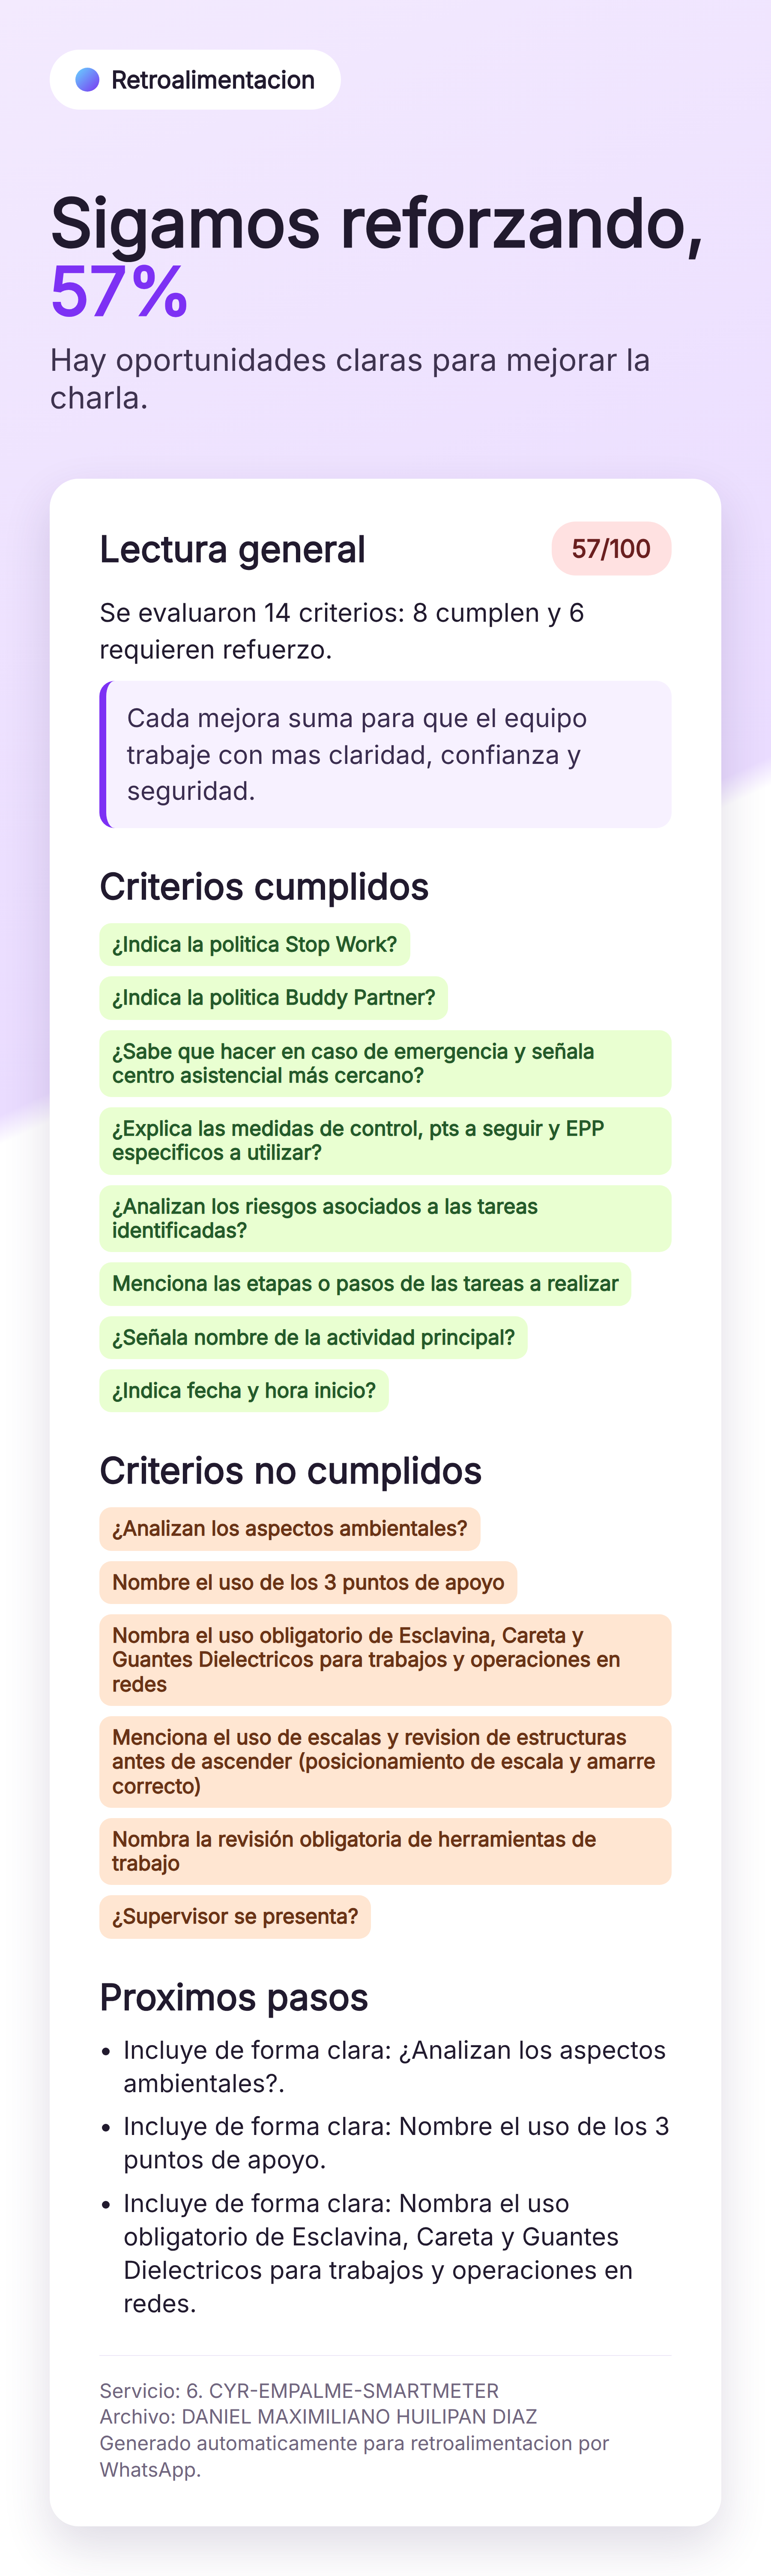 Retroalimentacion
Sigamos reforzando,
57%
Hay oportunidades claras para mejorar la
charla.
Lectura general
57/100
Se evaluaron 14 criterios: 8 cumplen y 6
requieren refuerzo.
Cada mejora suma para que el equipo
trabaje con mas claridad, confianza y
seguridad.
Criterios cumplidos
¿Indica la politica Stop Work?
¿Indica la politica Buddy Partner?
¿Sabe que hacer en caso de emergencia y señala
centro asistencial más cercano?
¿Explica las medidas de control, pts a seguir y EPP
especificos a utilizar?
¿Analizan los riesgos asociados a las tareas
identificadas?
Menciona las etapas o pasos de las tareas a realizar
¿Señala nombre de la actividad principal?
¿Indica fecha y hora inicio?
Criterios no cumplidos
¿Analizan los aspectos ambientales?
Nombre el uso de los 3 puntos de apoyo
Nombra el uso obligatorio de Esclavina, Careta y
Guantes Dielectricos para trabajos y operaciones en
redes
Menciona el uso de escalas y revision de estructuras
antes de ascender (posicionamiento de escala y amarre
correcto)
Nombra la revisión obligatoria de herramientas de
trabajo
¿Supervisor se presenta?
Proximos pasos
• Incluye de forma clara: ¿Analizan los aspectos
ambientales?.
• Incluye de forma clara: Nombre el uso de los 3
puntos de apoyo.
• Incluye de forma clara: Nombra el uso
obligatorio de Esclavina, Careta y Guantes
Dielectricos para trabajos y operaciones en
redes.
Servicio: 6. CYR-EMPALME-SMARTMETER
Archivo: DANIEL MAXIMILIANO HUILIPAN DIAZ
Generado automaticamente para retroalimentacion por
WhatsApp.